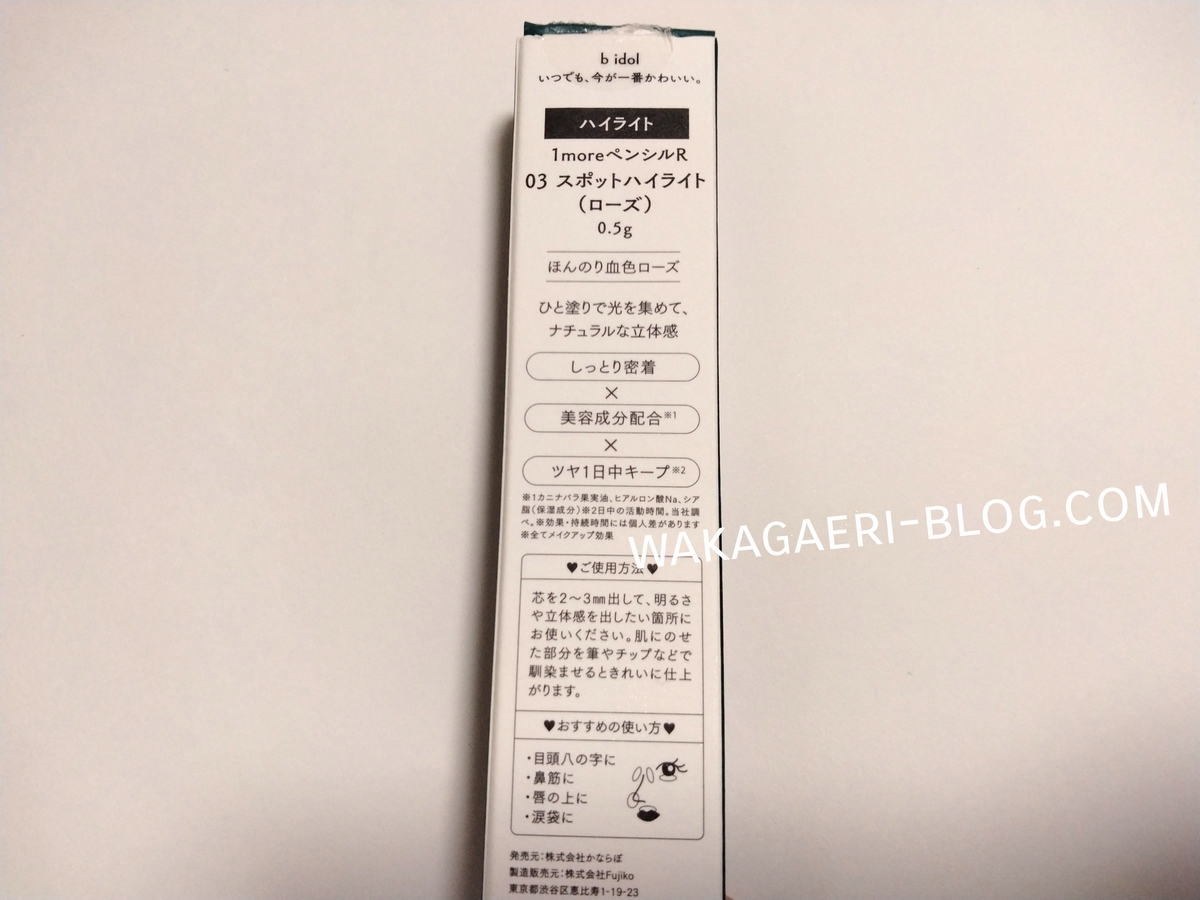 b idol
いつでも、今が一番かわいい。
ハイライト
1moreペンシルR
03 スポットハイライト
（ローズ）
0.5g
ほんのり血色ローズ
ひと塗りで光を集めて、
ナチュラルな立体感
しっとり密着
×
美容成分配合※1
×
ツヤ1日中キープ※2
※1カニナバラ果実油、ヒアルロン酸Na、シア
脂（保湿成分）※2日中の活動時間。当社調
べ。※効果・持続時間には個人差があります
※全てメイクアップ効果
WAKAGAERI-BLOG.COM
♥ご使用方法♥
芯を2～3㎜出して、明るさ
や立体感を出したい箇所に
お使いください。肌にのせ
た部分を筆やチップなどで
馴染ませるときれいに仕上
がります。
♥おすすめの使い方♥
・目頭八の字に
・鼻筋に
・唇の上に
・涙袋に
発売元：株式会社かならぼ
製造販売元：株式会社Fujiko
東京都渋谷区恵比寿1-19-23